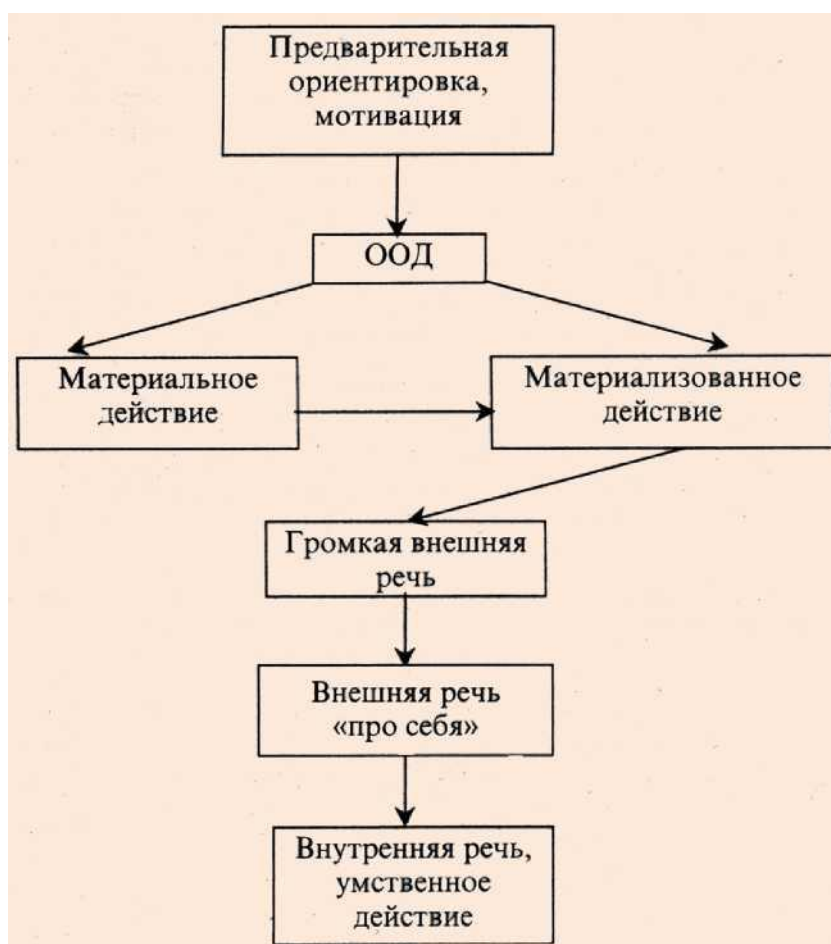 Предварительная
ориентировка,
мотивация
ООД
Материальное
действие
Материализованное
действие
Громкая внешняя
речь
Внешняя речь
«про себя»
Внутренняя речь,
умственное
действие